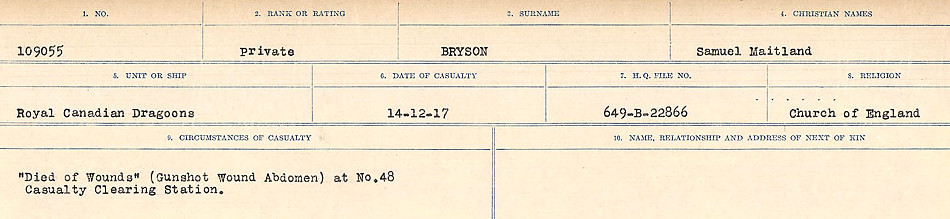 1. NO. 2. RANK OR RATING 3. SURNAME 4. CHRISTIAN NAMES
109055 Private BRYSON Samuel Maitland
5. UNIT OR SHIP 6. DATE OF CASUALTY 7. H.Q. FILE NO. 8. RELIGION
Royal Canadian Dragoons 14-12-17 649-B-22866 Church of England
9. CIRCUMSTANCES OF CASUALTY 10. NAME, RELATIONSHIP AND ADDRESS OF NEXT OF KIN
"Died of Wounds" (Gunshot Wound Abdomen) at No.48
Casualty Clearing Station.